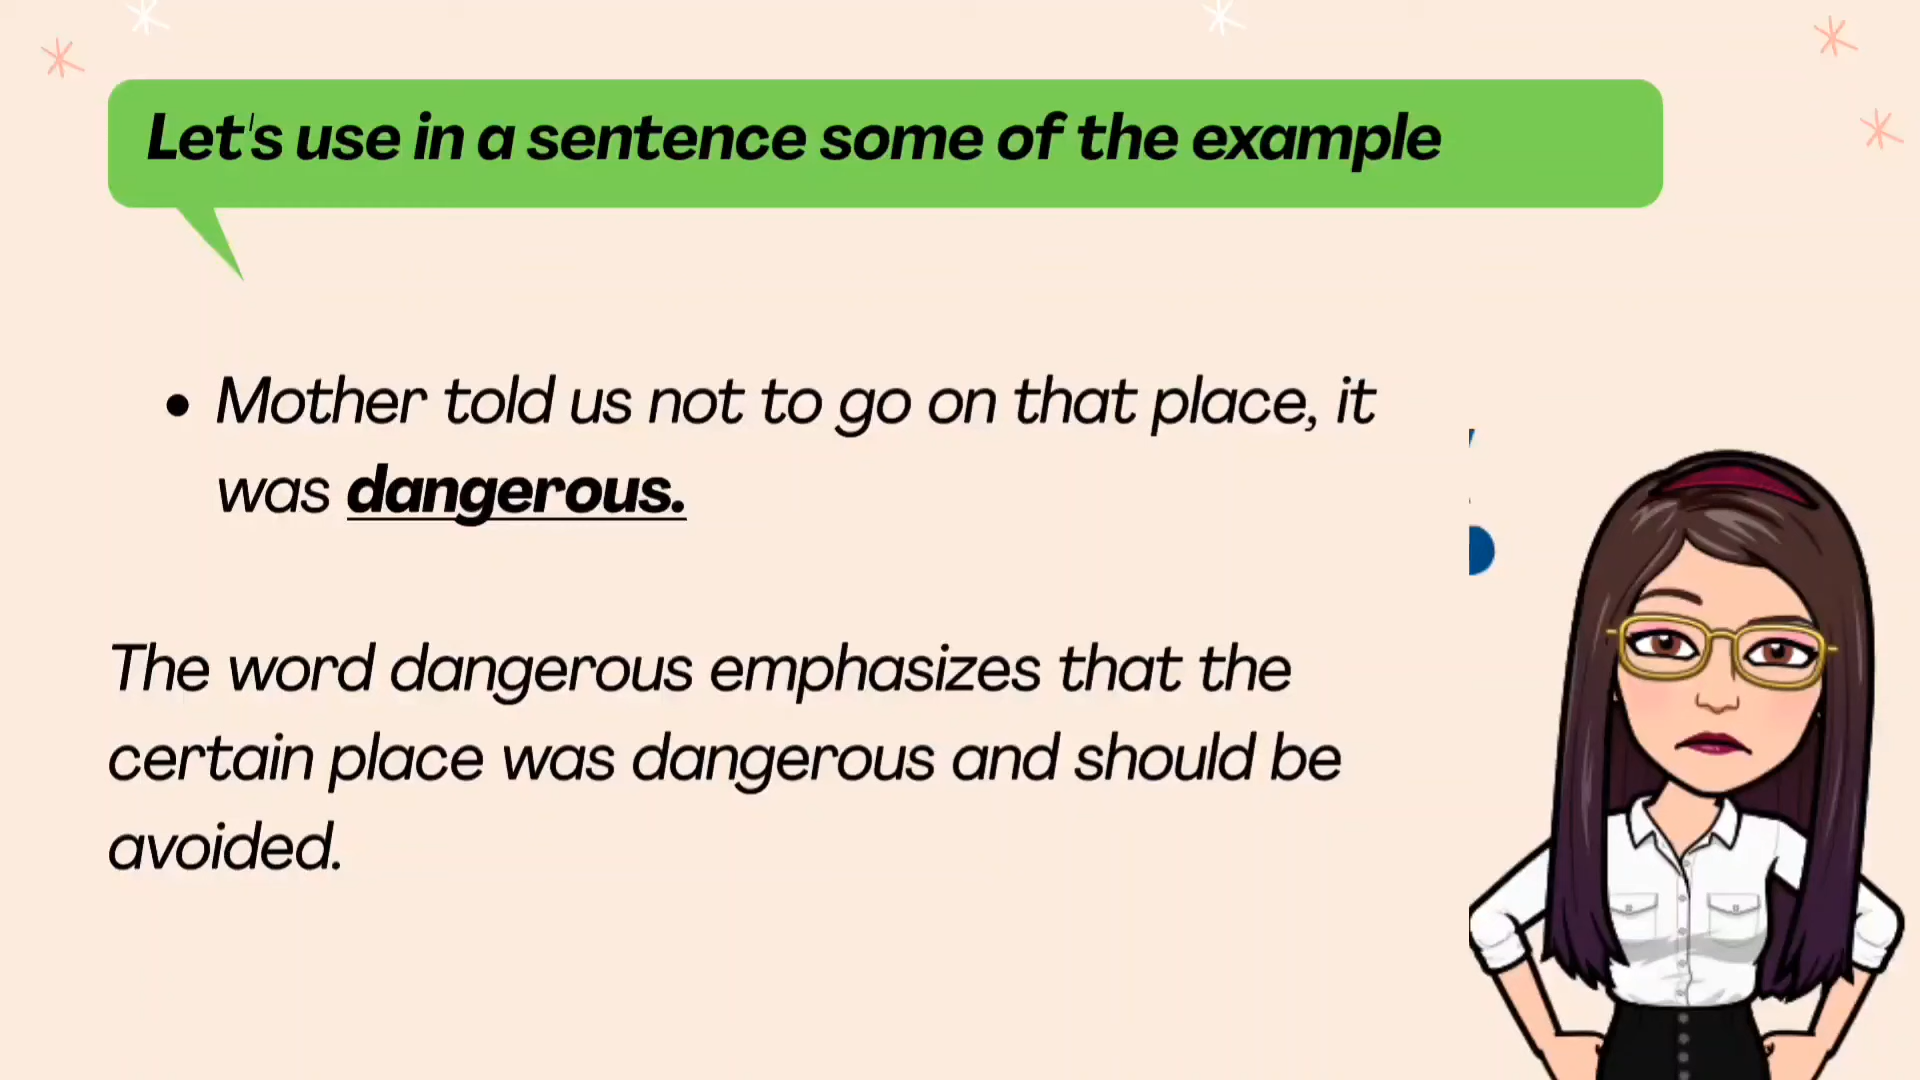 Let's use in a sentence some of the example
• Mother told us not to go on that place, it
was dangerous.
The word dangerous emphasizes that the
certain place was dangerous and should be
avoided.